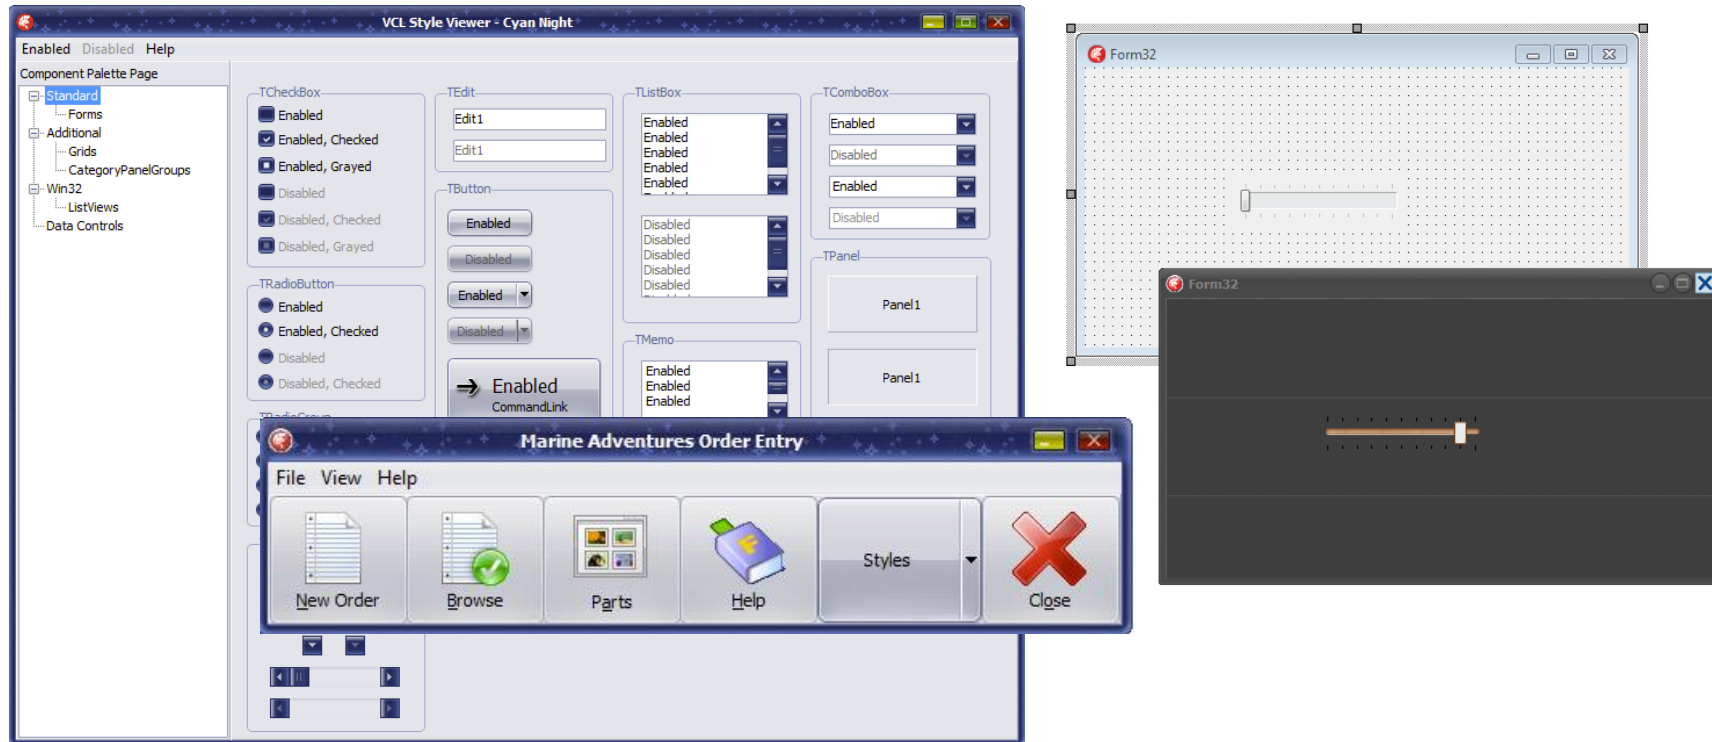 VCL Style Viewer - Cyan Night
Enabled Disabled Help
Component Palette Page
Standard
Forms
Additional
Grids
CategoryPanelGroups
Win32
ListViews
Data Controls
TCheckBox
Enabled
Enabled, Checked
Enabled, Grayed
Disabled
Disabled, Checked
Disabled, Grayed
TRadioButton
Enabled
Enabled, Checked
Disabled
Disabled, Checked
TRadioGroup
TEdit
Edit1
Edit1
TButton
Enabled
Disabled
Enabled
Disabled
Enabled
CommandLink
TListBox
Enabled
Enabled
Enabled
Enabled
Enabled
Disabled
Disabled
Disabled
Disabled
Disabled
TMemo
Enabled
Enabled
Enabled
TComboBox
Enabled
Disabled
Enabled
Disabled
TPanel
Panel1
Panel1
Marine Adventures Order Entry
File View Help
New Order
Browse
Parts
Help
Styles
Close
Form32
Form32